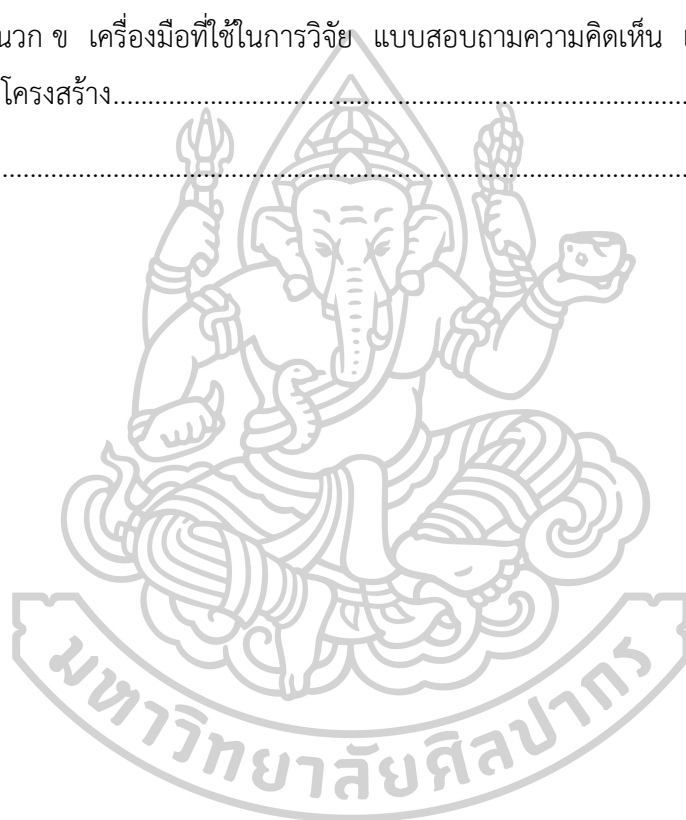 นวก ข เครื่องมือที่ใช้ในการวิจัย แบบสอบถามความคิดเห็น แ
โครงสร้าง..........................................................................................
....................................................................................................
มหาวิทยาลัยศิลปากร